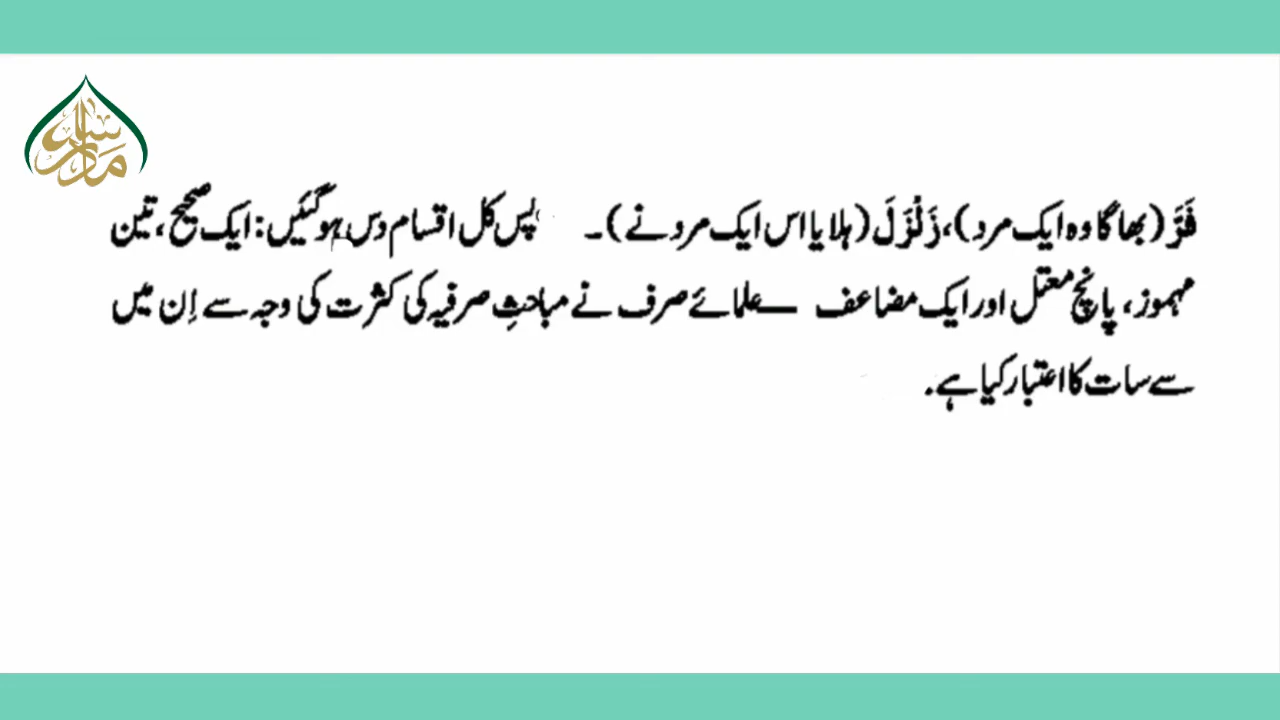 فَرَّ (بھاگا وہ ایک مرد)، زَلْزَلَ (ہلایا اس ایک مرد نے)۔ پس کل اقسام دس ہوگئیں: ایک صحیح، تین
مہموز، پانچ معتل اور ایک مضاعف ــــ علمائے صرف نے مباحثِ صرفیہ کی کثرت کی وجہ سے اِن میں
سے سات کا اعتبار کیا ہے۔